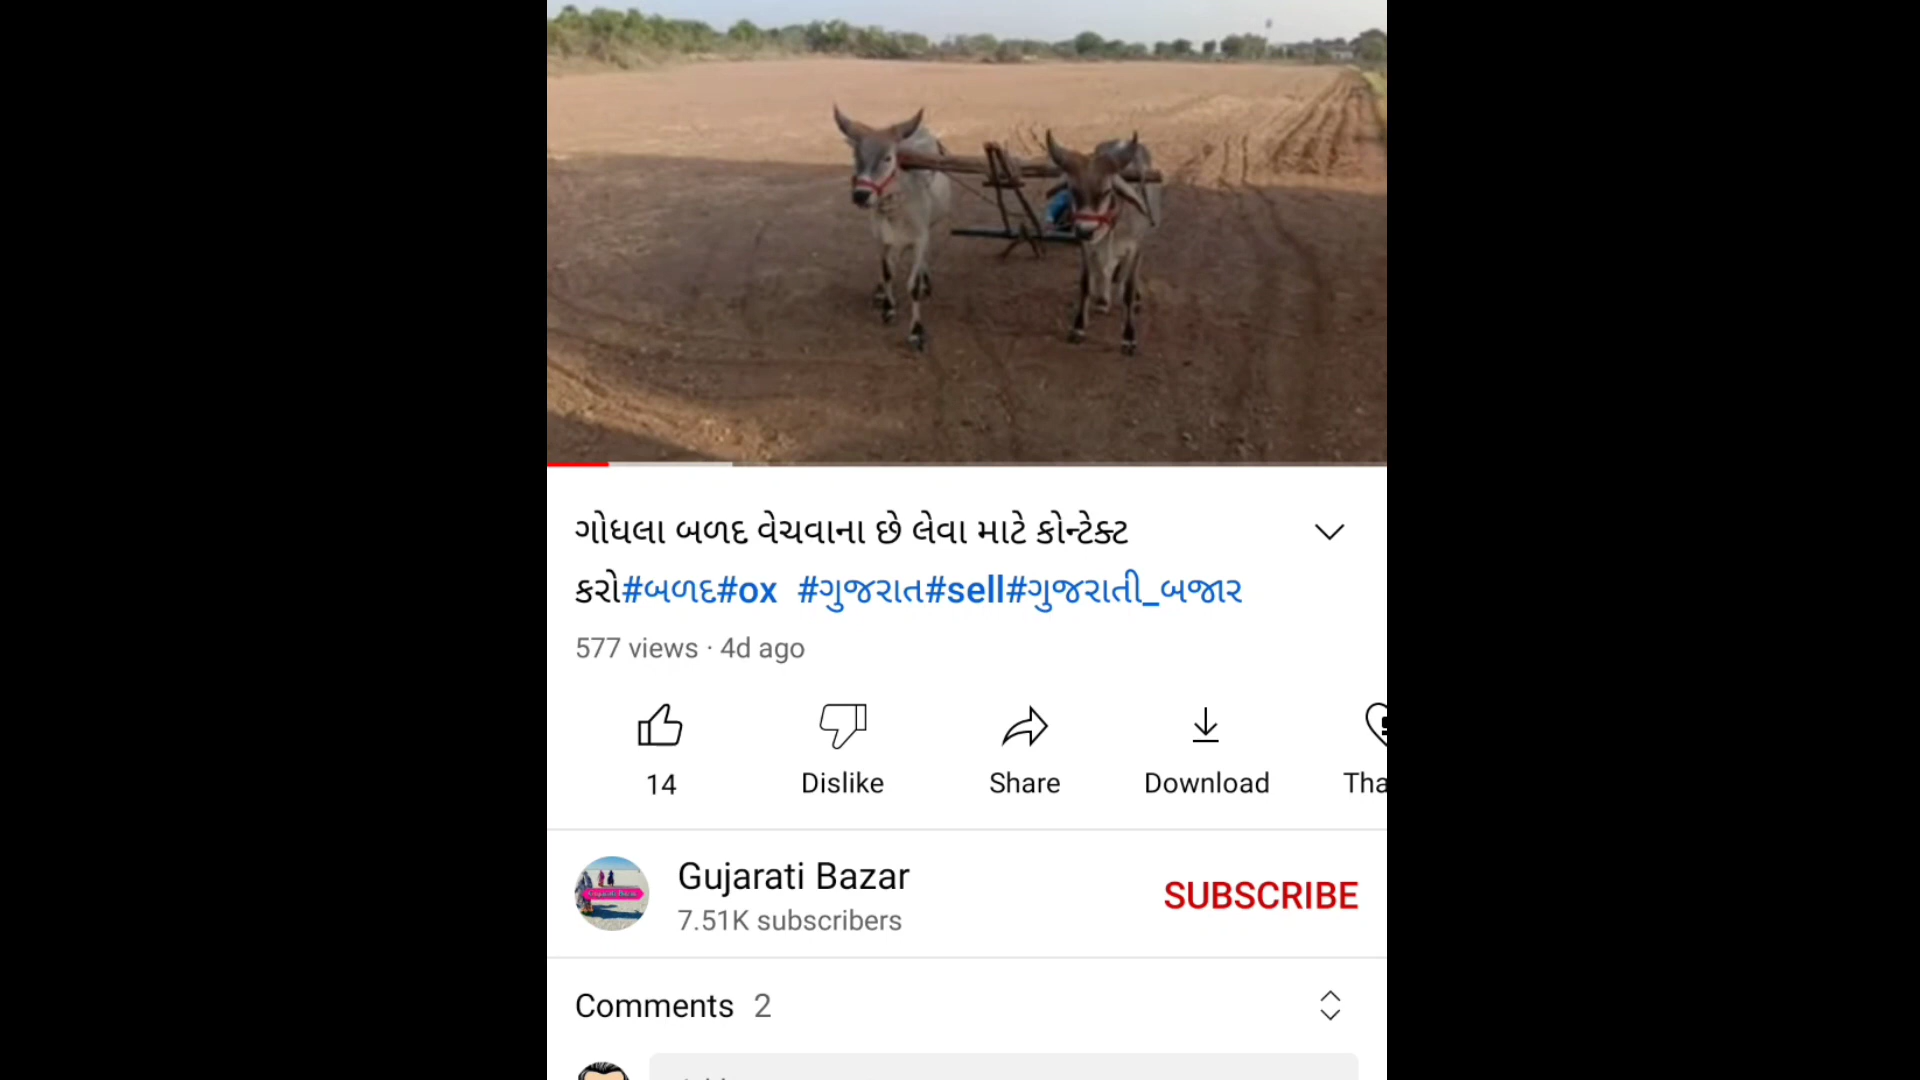 ગોધલા બળદ વેચવાના છે લેવા માટે કોન્ટેક્ટ
કરો#બળદ#ox #ગુજરાત#sell#ગુજરાતી_બજાર
577 views · 4d ago
14 Dislike Share Download Tha
Gujarati Bazar
7.51K subscribers
SUBSCRIBE
Comments 2